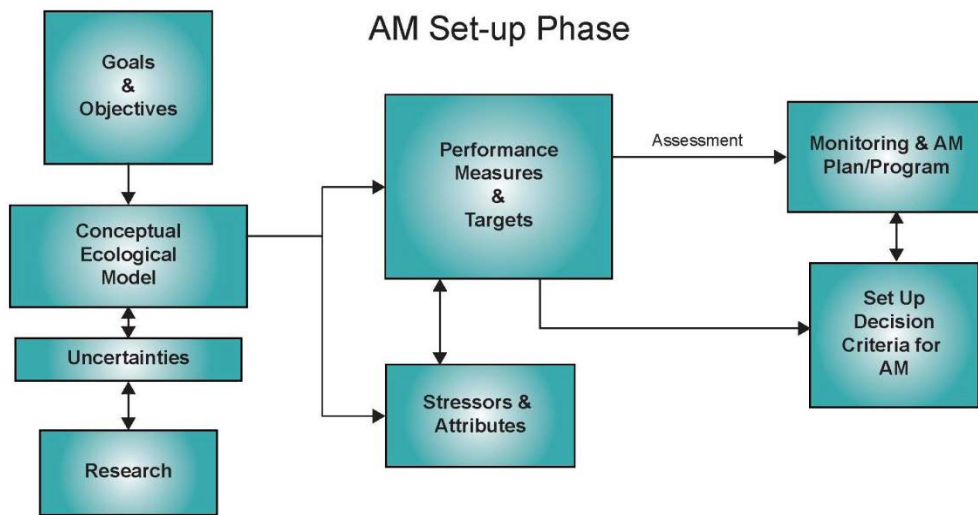 AM Set-up Phase
Goals
&
Objectives
Conceptual
Ecological
Model
Uncertainties
Research
Performance
Measures
&
Targets
Stressors &
Attributes
Assessment
Monitoring & AM
Plan/Program
Set Up
Decision
Criteria for
AM